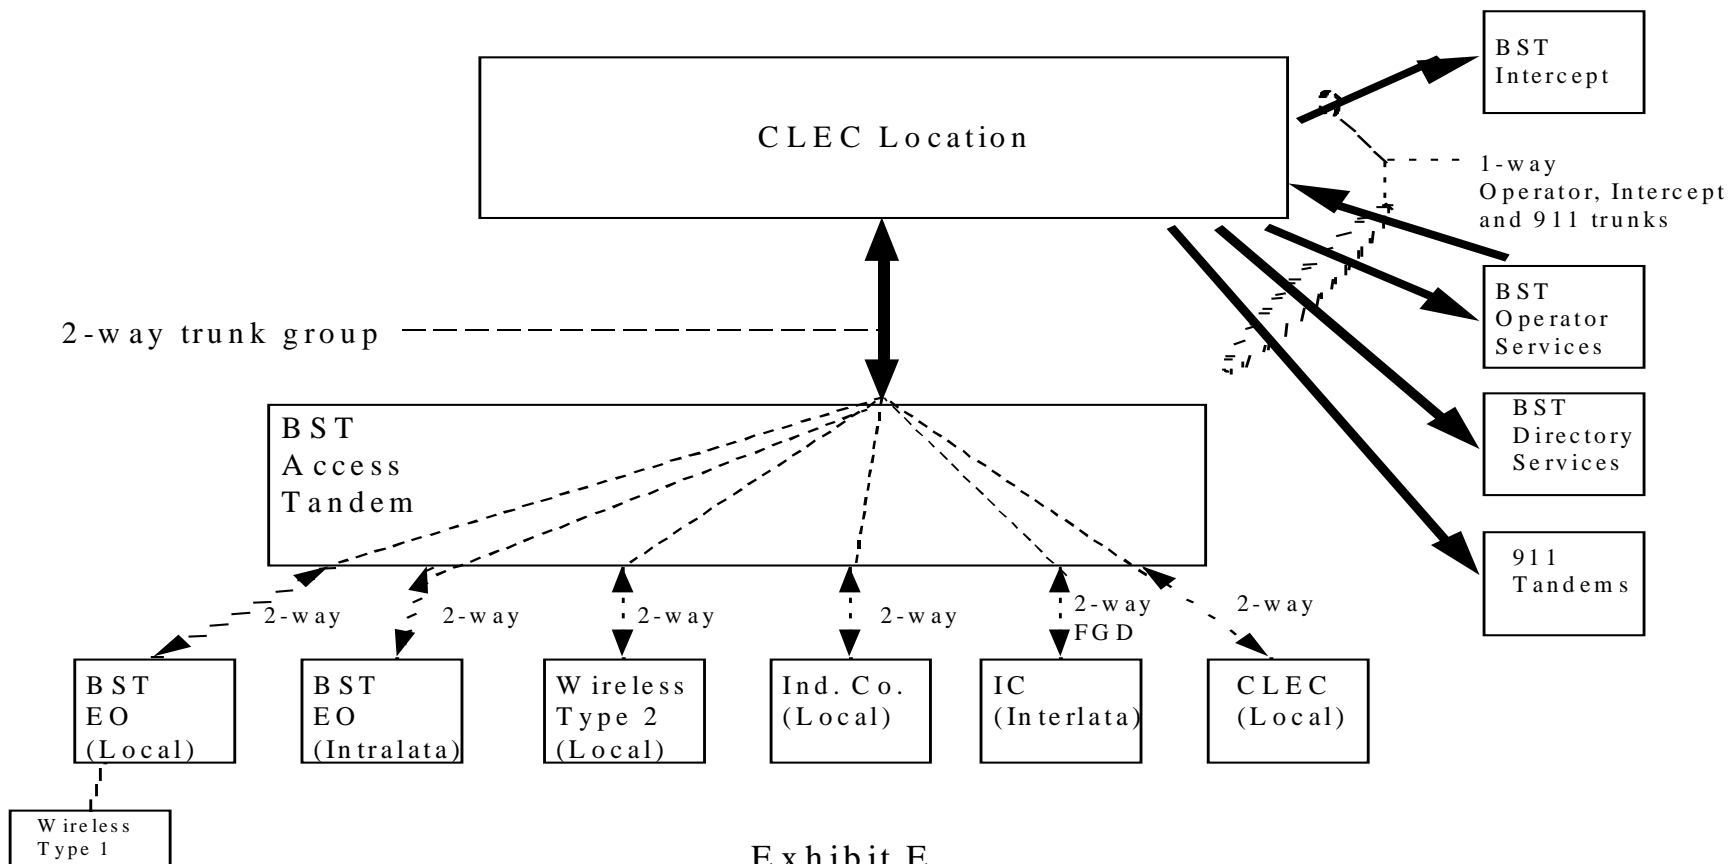 BST
Intercept
CLEC Location
1-way
Operator, Intercept
and 911 trunks
BST
Operator
Services
2-way trunk group
BST
Directory
Services
BST
Access
Tandem
911
Tandems
2-way
2-way
2-way
2-way
2-way
FGD
2-way
BST
EO
(Local)
BST
EO
(Intralata)
Wireless
Type 2
(Local)
Ind. Co.
(Local)
IC
(Interlata)
CLEC
(Local)
Wireless
Type 1
Exhibit E